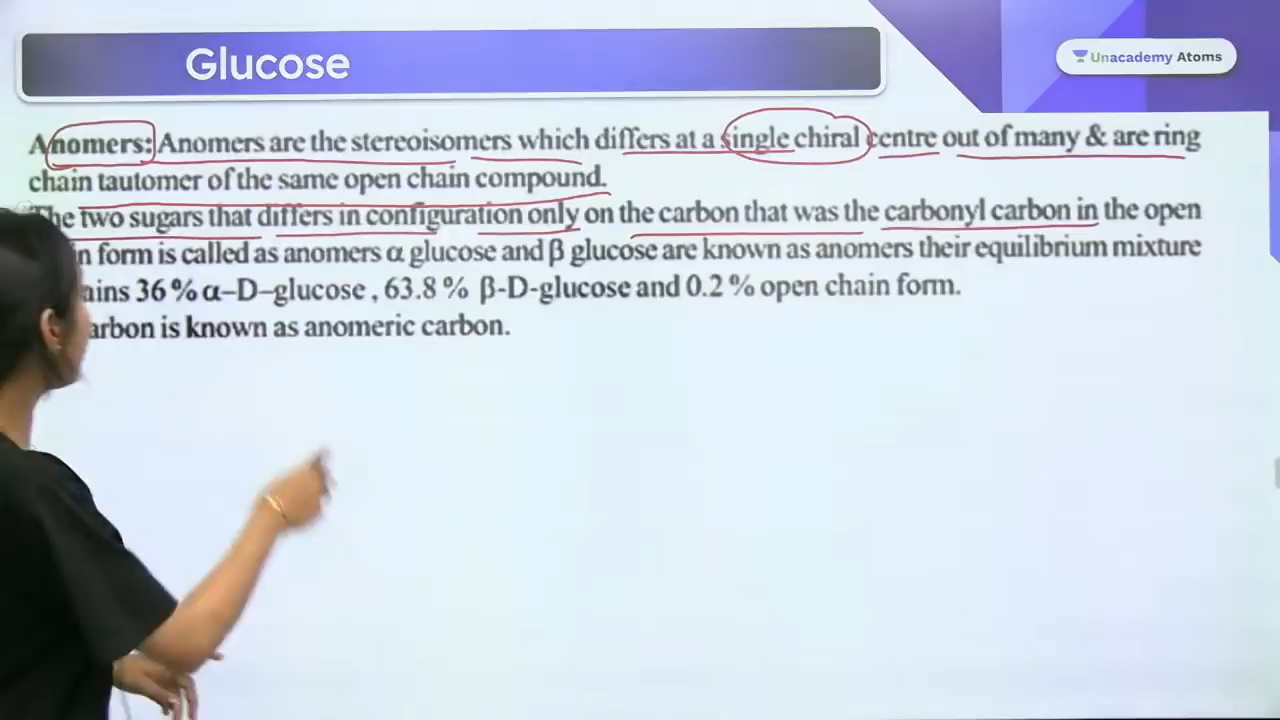 Glucose
Unacademy Atoms
Anomers: Anomers are the stereoisomers which differs at a single chiral centre out of many & are ring
chain tautomer of the same open chain compound.
The two sugars that differs in configuration only on the carbon that was the carbonyl carbon in the open
form is called as anomers α glucose and β glucose are known as anomers their equilibrium mixture
36 % α–D–glucose , 63.8 % β-D-glucose and 0.2 % open chain form.
is known as anomeric carbon.